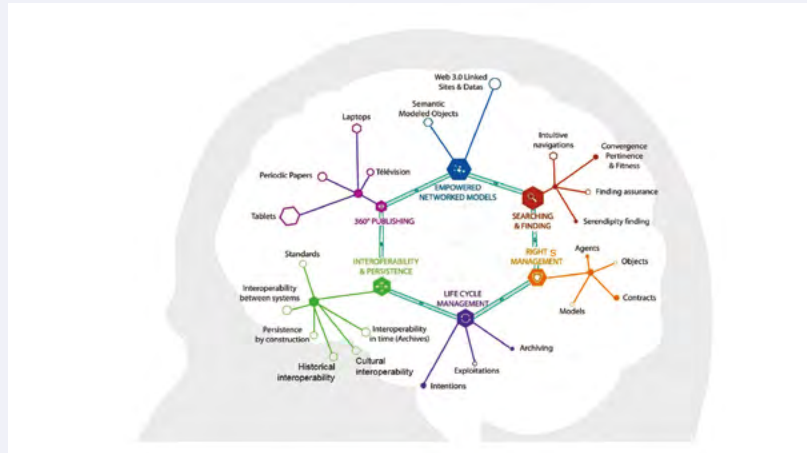 Web 3.0 Linked
Sites & Datas
Semantic
Modeled Objects
Laptops
Periodic Papers
Télévision
Tablets
360° PUBLISHING
EMPOWERED
NETWORKED MODELS
Intuitive
navigations
Convergence
Pertinence
& Fitness
Finding assurance
Serendipity finding
SEARCHING
& FINDING
RIGHT S
MANAGEMENT
Agents
Objects
Contracts
Models
INTEROPERABILITY
& PERSISTENCE
Standards
Interoperability
between systems
Persistence
by construction
Historical
interoperability
Cultural
interoperability
Interoperability
in time (Archives)
LIFE CYCLE
MANAGEMENT
Archiving
Exploitations
Intentions